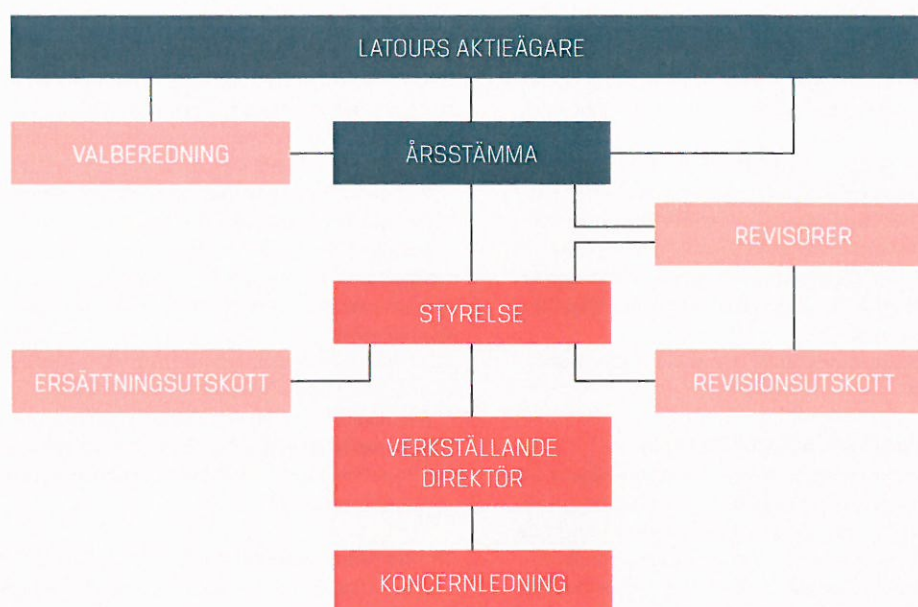 LATOURS AKTIEÄGARE
VALBEREDNING
ÅRSSTÄMMA
REVISORER
STYRELSE
ERSÄTTNINGSUTSKOTT
REVISIONSUTSKOTT
VERKSTÄLLANDE
DIREKTÖR
KONCERNLEDNING